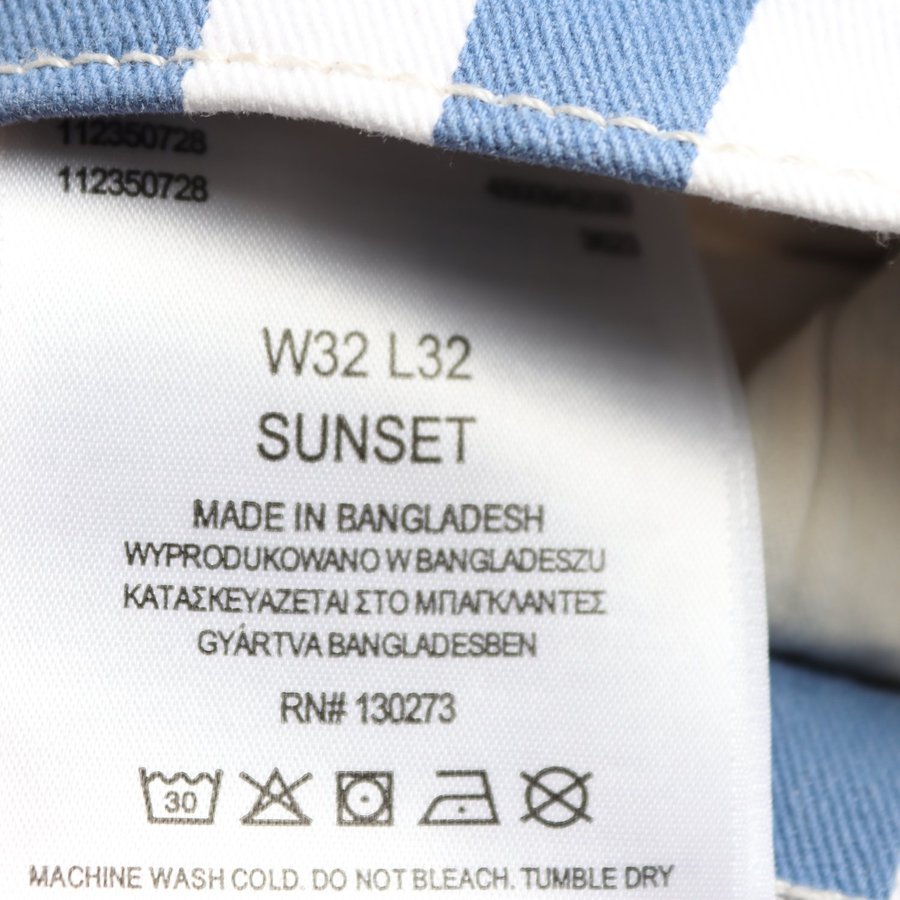 112350728
112350728
W32 L32
SUNSET
MADE IN BANGLADESH
WYPRODUKOWANO W BANGLADESZU
ΚΑΤΑΣΚΕΥΑΖΕΤΑΙ ΣΤΟ ΜΠΑΓΚΛΑΝΤΕΣ
GYÁRTVA BANGLADESBEN
RN# 130273
30
MACHINE WASH COLD. DO NOT BLEACH. TUMBLE DRY